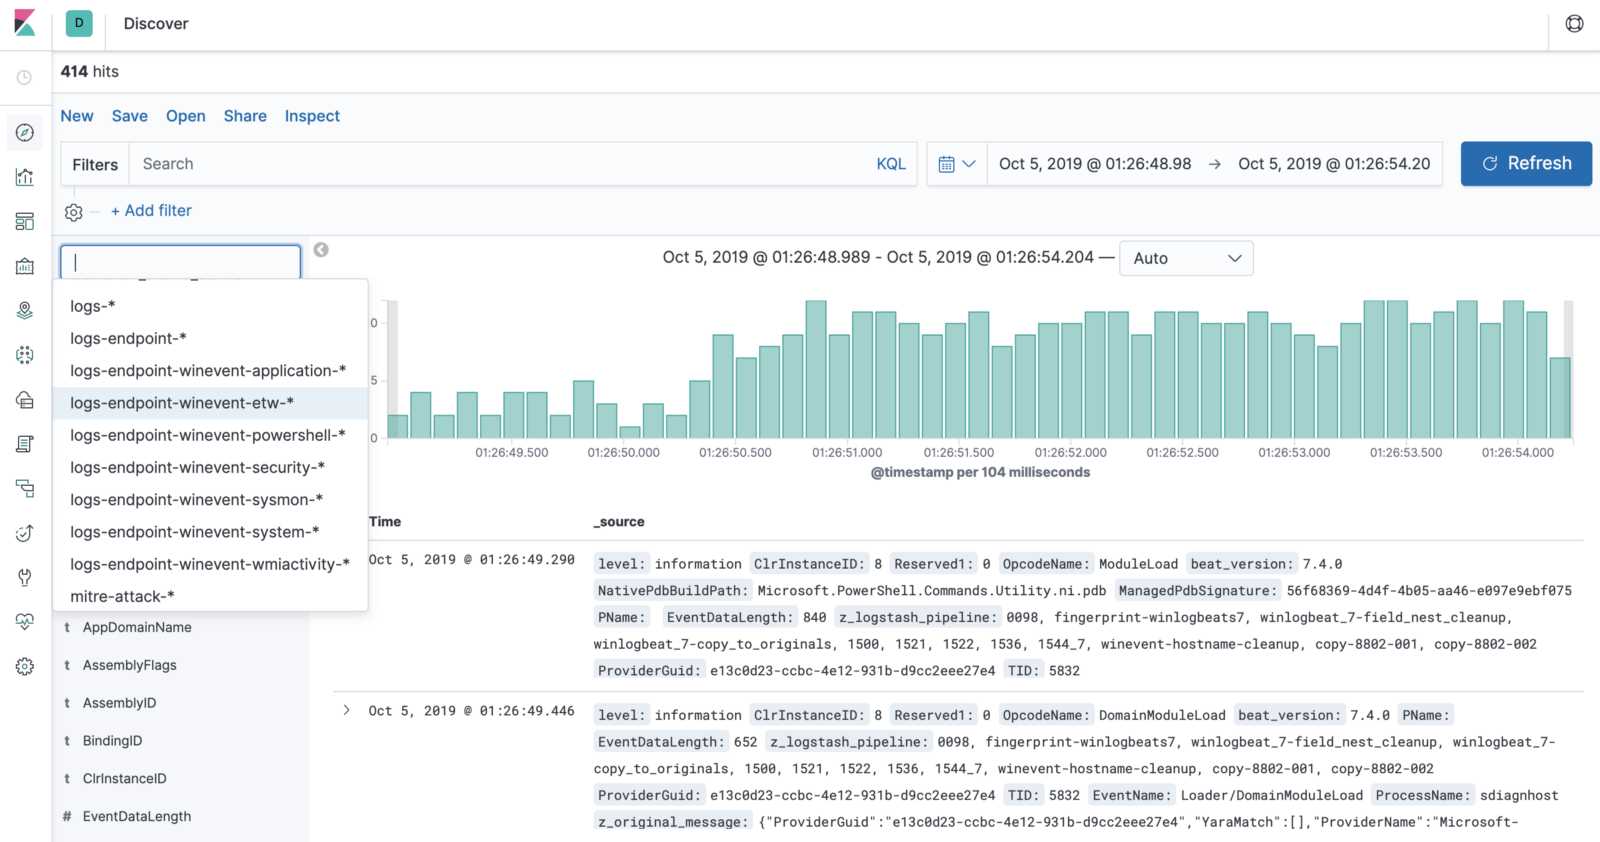 D Discover
414 hits
New Save Open Share Inspect
Filters Search KQL Oct 5, 2019 @ 01:26:48.98 → Oct 5, 2019 @ 01:26:54.20 Refresh
+ Add filter
Oct 5, 2019 @ 01:26:48.989 - Oct 5, 2019 @ 01:26:54.204 — Auto
logs-*
logs-endpoint-*
logs-endpoint-winevent-application-*
logs-endpoint-winevent-etw-*
logs-endpoint-winevent-powershell-*
logs-endpoint-winevent-security-*
logs-endpoint-winevent-sysmon-*
logs-endpoint-winevent-system-*
logs-endpoint-winevent-wmiactivity-*
mitre-attack-*
t AppDomainName
t AssemblyFlags
t AssemblyID
t BindingID
t ClrInstanceID
# EventDataLength
0
5
0
01:26:49.500 01:26:50.000 01:26:50.500 01:26:51.000 01:26:51.500 01:26:52.000 01:26:52.500 01:26:53.000 01:26:53.500 01:26:54.000
@timestamp per 104 milliseconds
Time _source
Oct 5, 2019 @ 01:26:49.290 level: information ClrInstanceID: 8 Reserved1: 0 OpcodeName: ModuleLoad beat_version: 7.4.0
NativePdbBuildPath: Microsoft.PowerShell.Commands.Utility.ni.pdb ManagedPdbSignature: 56f68369-4d4f-4b05-aa46-e097e9ebf075
PName: EventDataLength: 840 z_logstash_pipeline: 0098, fingerprint-winlogbeats7, winlogbeat_7-field_nest_cleanup,
winlogbeat_7-copy_to_originals, 1500, 1521, 1522, 1536, 1544_7, winevent-hostname-cleanup, copy-8802-001, copy-8802-002
ProviderGuid: e13c0d23-ccbc-4e12-931b-d9cc2eee27e4 TID: 5832
Oct 5, 2019 @ 01:26:49.446 level: information ClrInstanceID: 8 Reserved1: 0 OpcodeName: DomainModuleLoad beat_version: 7.4.0 PName:
EventDataLength: 652 z_logstash_pipeline: 0098, fingerprint-winlogbeats7, winlogbeat_7-field_nest_cleanup, winlogbeat_7-
copy_to_originals, 1500, 1521, 1522, 1536, 1544_7, winevent-hostname-cleanup, copy-8802-001, copy-8802-002
ProviderGuid: e13c0d23-ccbc-4e12-931b-d9cc2eee27e4 TID: 5832 EventName: Loader/DomainModuleLoad ProcessName: sdiagnhost
z_original_message: {"ProviderGuid":"e13c0d23-ccbc-4e12-931b-d9cc2eee27e4","YaraMatch":[],"ProviderName":"Microsoft-